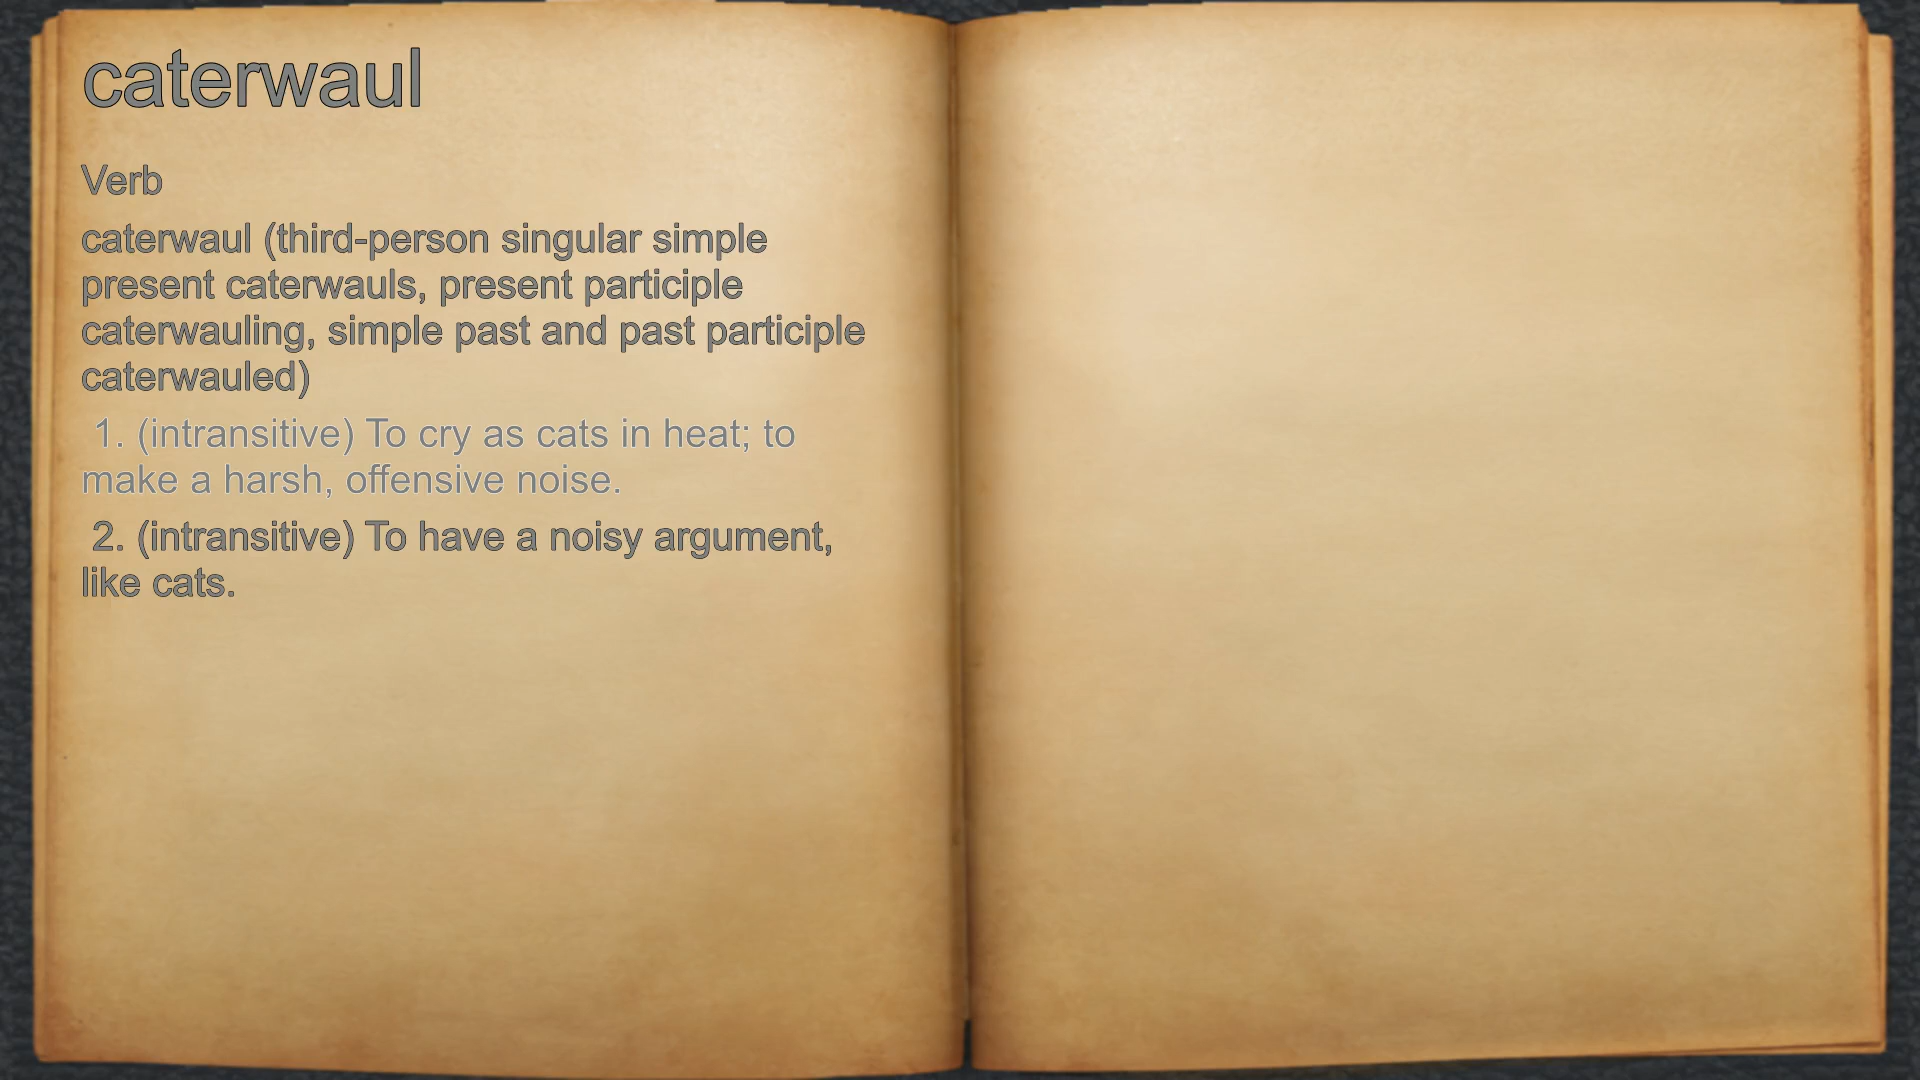 caterwaul
Verb
caterwaul (third-person singular simple
present caterwauls, present participle
caterwauling, simple past and past participle
caterwauled)
1. (intransitive) To cry as cats in heat; to
make a harsh, offensive noise.
2. (intransitive) To have a noisy argument,
like cats.